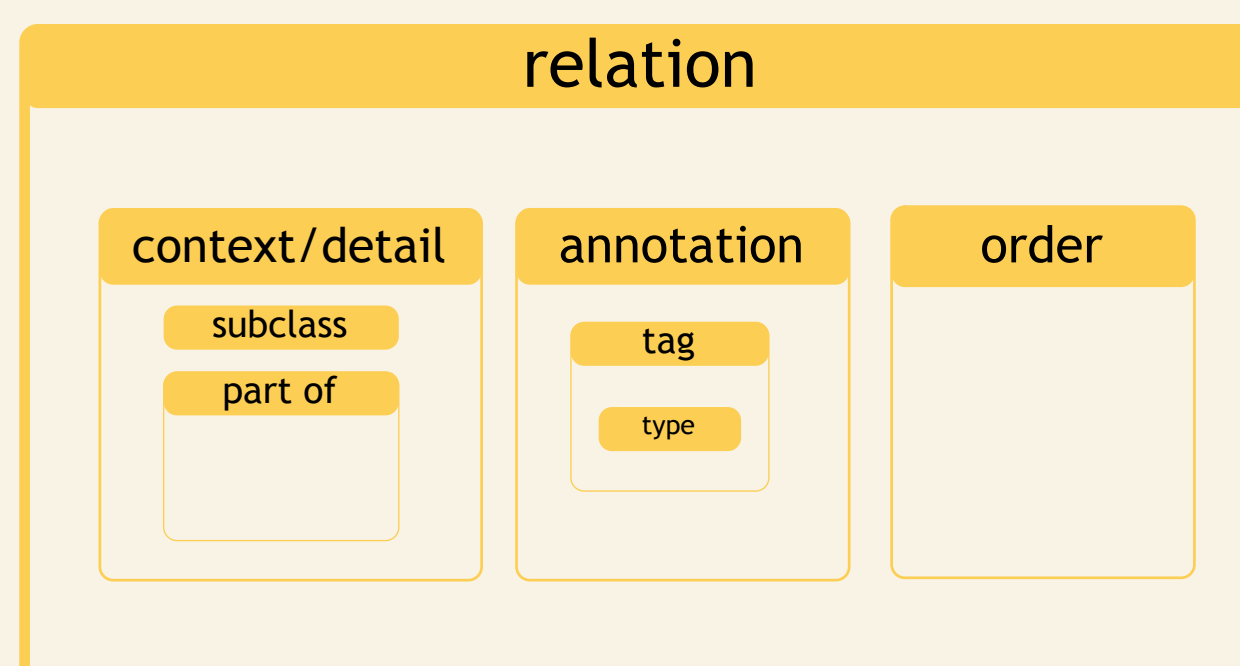 relation
context/detail
subclass
part of
annotation
tag
type
order